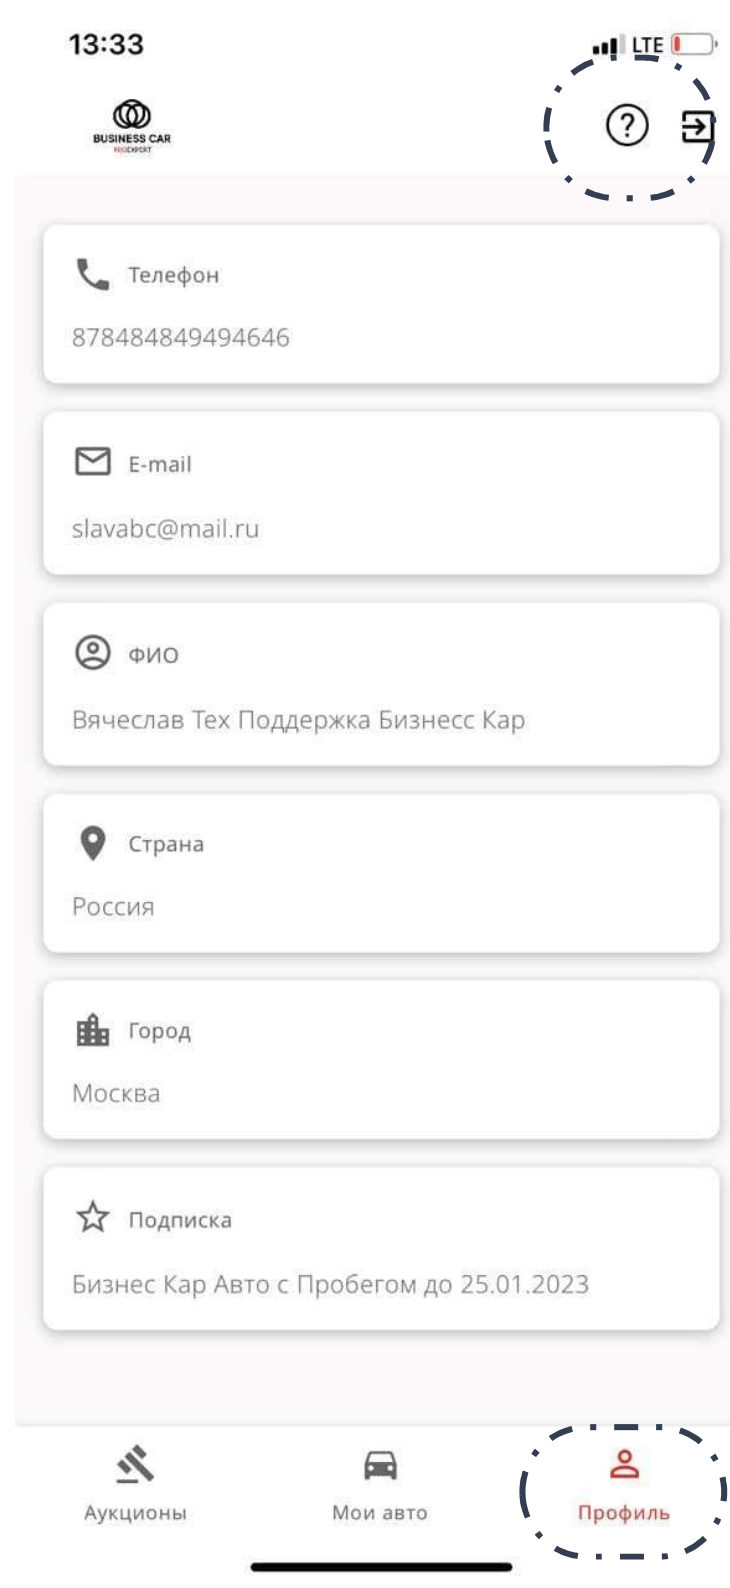 13:33
LTE
BUSINESS CAR
Телефон
878484849494646
E-mail
slavabc@mail.ru
ФИО
Вячеслав Тех Поддержка Бизнесс Кар
Страна
Россия
Город
Москва
Подписка
Бизнес Кар Авто с Пробегом до 25.01.2023
Аукционы
Мои авто
Профиль